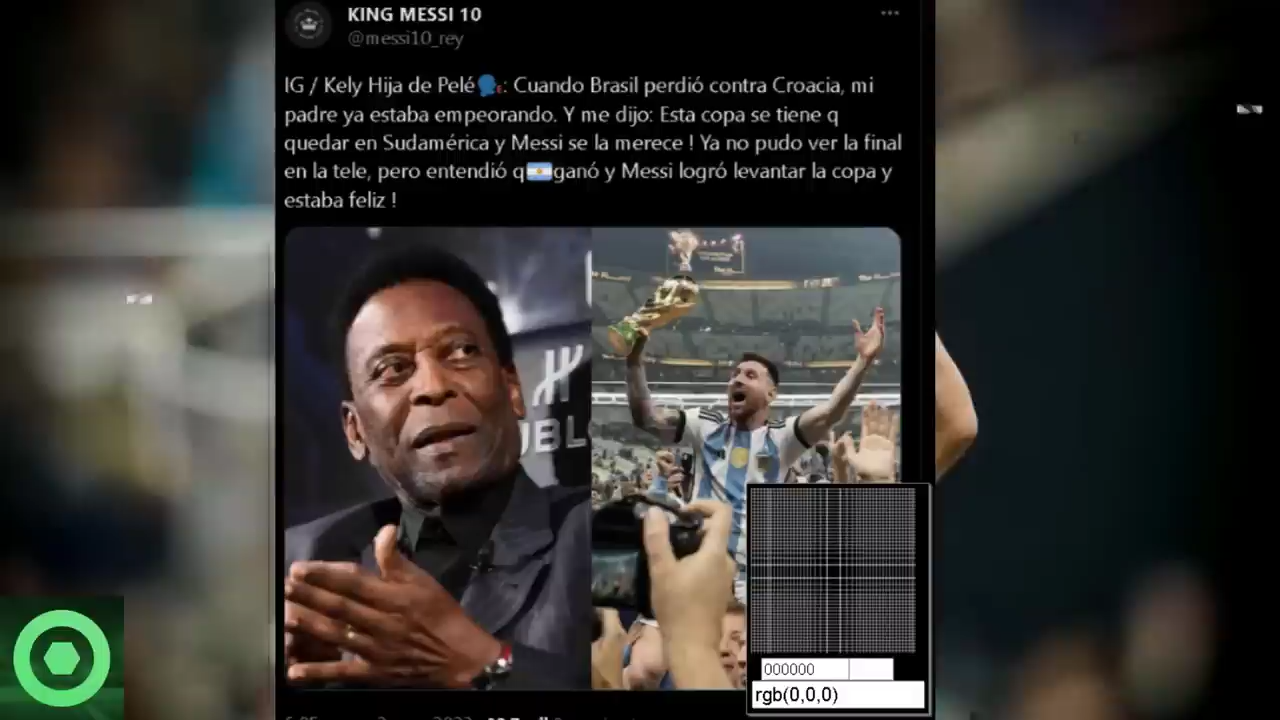 KING MESSI 10
@messi10_rey
IG / Kely Hija de Pelé🗣️: Cuando Brasil perdió contra Croacia, mi
padre ya estaba empeorando. Y me dijo: Esta copa se tiene q
quedar en Sudamérica y Messi se la merece ! Ya no pudo ver la final
en la tele, pero entendió q🇦🇷ganó y Messi logró levantar la copa y
estaba feliz !
UBL
000000
rgb(0,0,0)